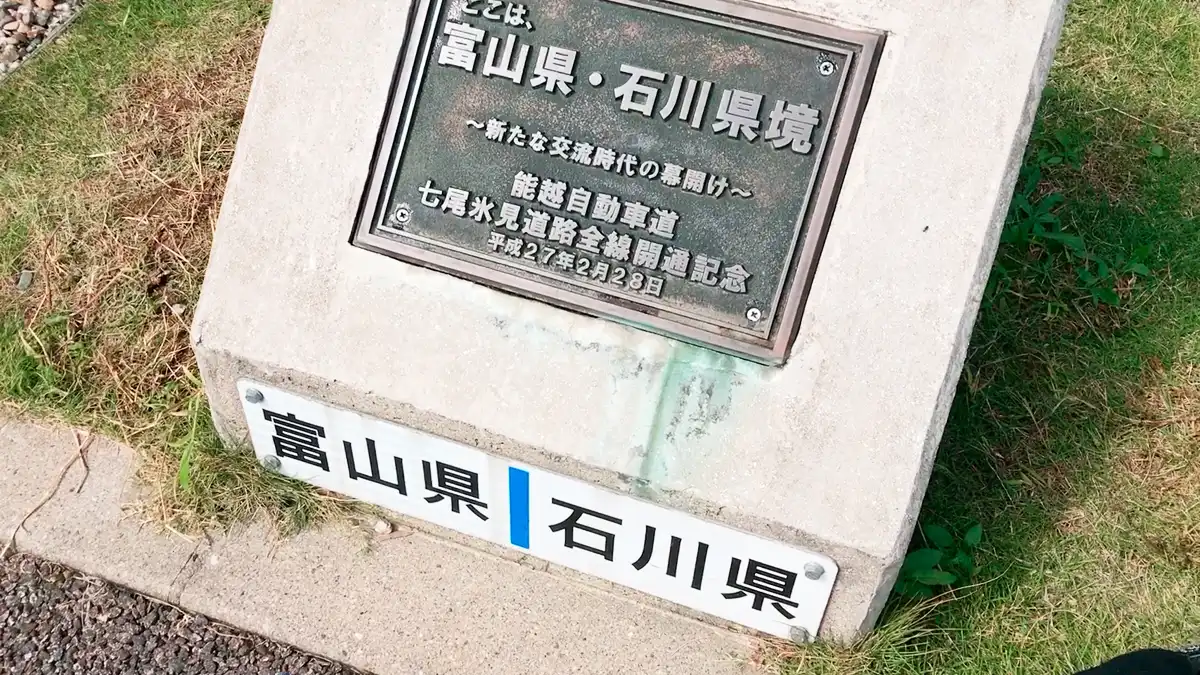 ここは、
富山県・石川県境
～新たな交流時代の幕開け～
能越自動車道
七尾氷見道路全線開通記念
平成27年2月28日
富山県 石川県